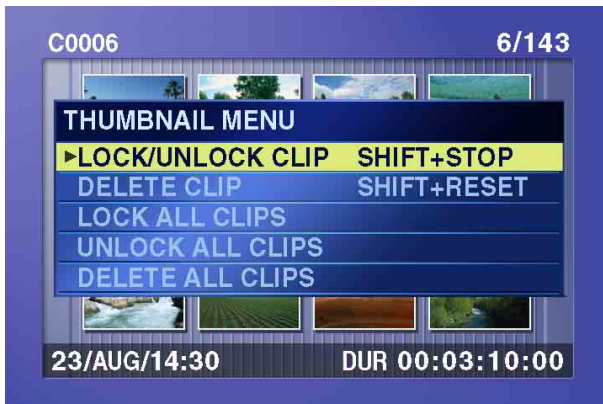 C0006 6/143
THUMBNAIL MENU
▶LOCK/UNLOCK CLIP SHIFT+STOP
DELETE CLIP SHIFT+RESET
LOCK ALL CLIPS
UNLOCK ALL CLIPS
DELETE ALL CLIPS
23/AUG/14:30 DUR 00:03:10:00